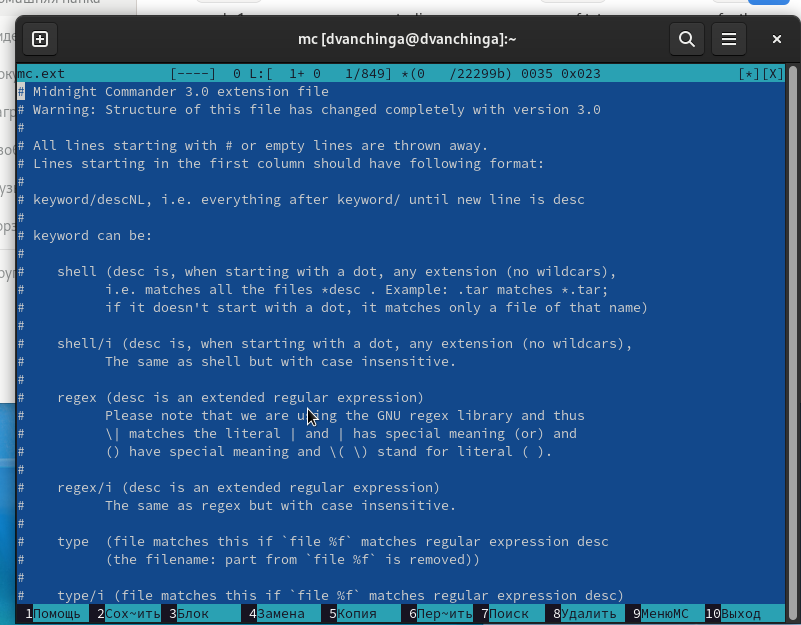 mc [dvanchinga@dvanchinga]:~
mc.ext [----] 0 L:[ 1+ 0 1/849] *(0 /22299b) 0035 0x023 [*][X]
# Midnight Commander 3.0 extension file
# Warning: Structure of this file has changed completely with version 3.0
#
# All lines starting with # or empty lines are thrown away.
# Lines starting in the first column should have following format:
#
# keyword/descNL, i.e. everything after keyword/ until new line is desc
#
# keyword can be:
#
# shell (desc is, when starting with a dot, any extension (no wildcars),
# i.e. matches all the files *desc . Example: .tar matches *.tar;
# if it doesn't start with a dot, it matches only a file of that name)
#
# shell/i (desc is, when starting with a dot, any extension (no wildcars),
# The same as shell but with case insensitive.
#
# regex (desc is an extended regular expression)
# Please note that we are using the GNU regex library and thus
# \| matches the literal | and | has special meaning (or) and
# () have special meaning and \( \) stand for literal ( ).
#
# regex/i (desc is an extended regular expression)
# The same as regex but with case insensitive.
#
# type (file matches this if `file %f` matches regular expression desc
# (the filename: part from `file %f` is removed))
#
# type/i (file matches this if `file %f` matches regular expression desc)
1Помощь 2Сох~ить 3Блок 4Замена 5Копия 6Пер~ить 7Поиск 8Удалить 9МенюMC 10Выход